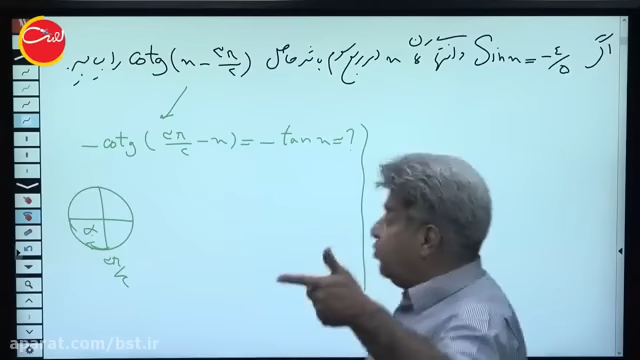 اگر Sin x = -۴/۵ و انتهای کمان x در ربع سوم باشد حاصل cotg(x - ۳π/۲) را بیابید.
- cotg(۳π/۲ - x) = - tan x = ?
α
۳π/۲
aparat.com/bst.ir